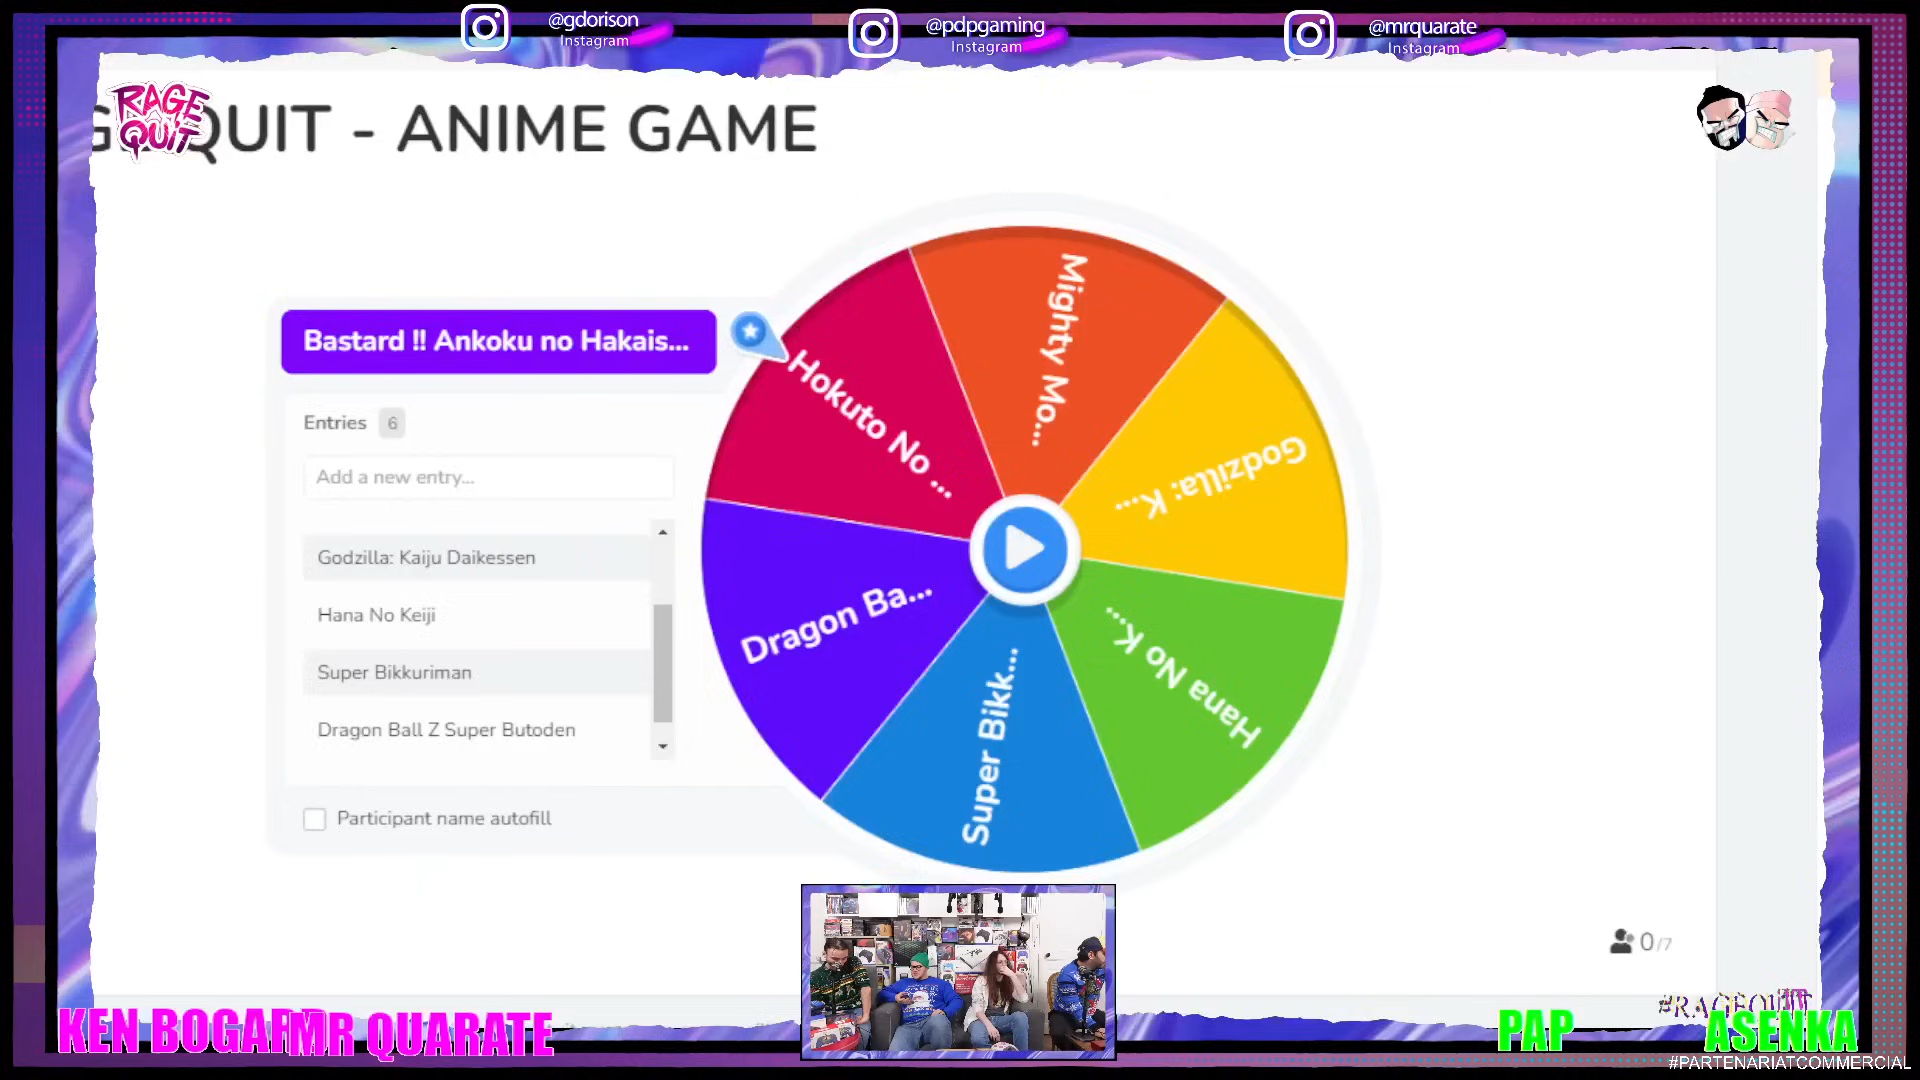 @gdorison
Instagram
@pdpgaming
Instagram
@mrquarate
Instagram
RAGE
QUIT
QUIT - ANIME GAME
Bastard !! Ankoku no Hakais...
Entries 6
Add a new entry...
Godzilla: Kaiju Daikessen
Hana No Keiji
Super Bikkuriman
Dragon Ball Z Super Butoden
Participant name autofill
Hokuto No ...
Mighty Mo...
Godzilla: K...
Hana No K...
Super Bikk...
Dragon Ba...
0/7
KEN BOGAR
MR QUARATE
PAP
#RAGEQUIT
ASENKA
#PARTENARIATCOMMERCIAL